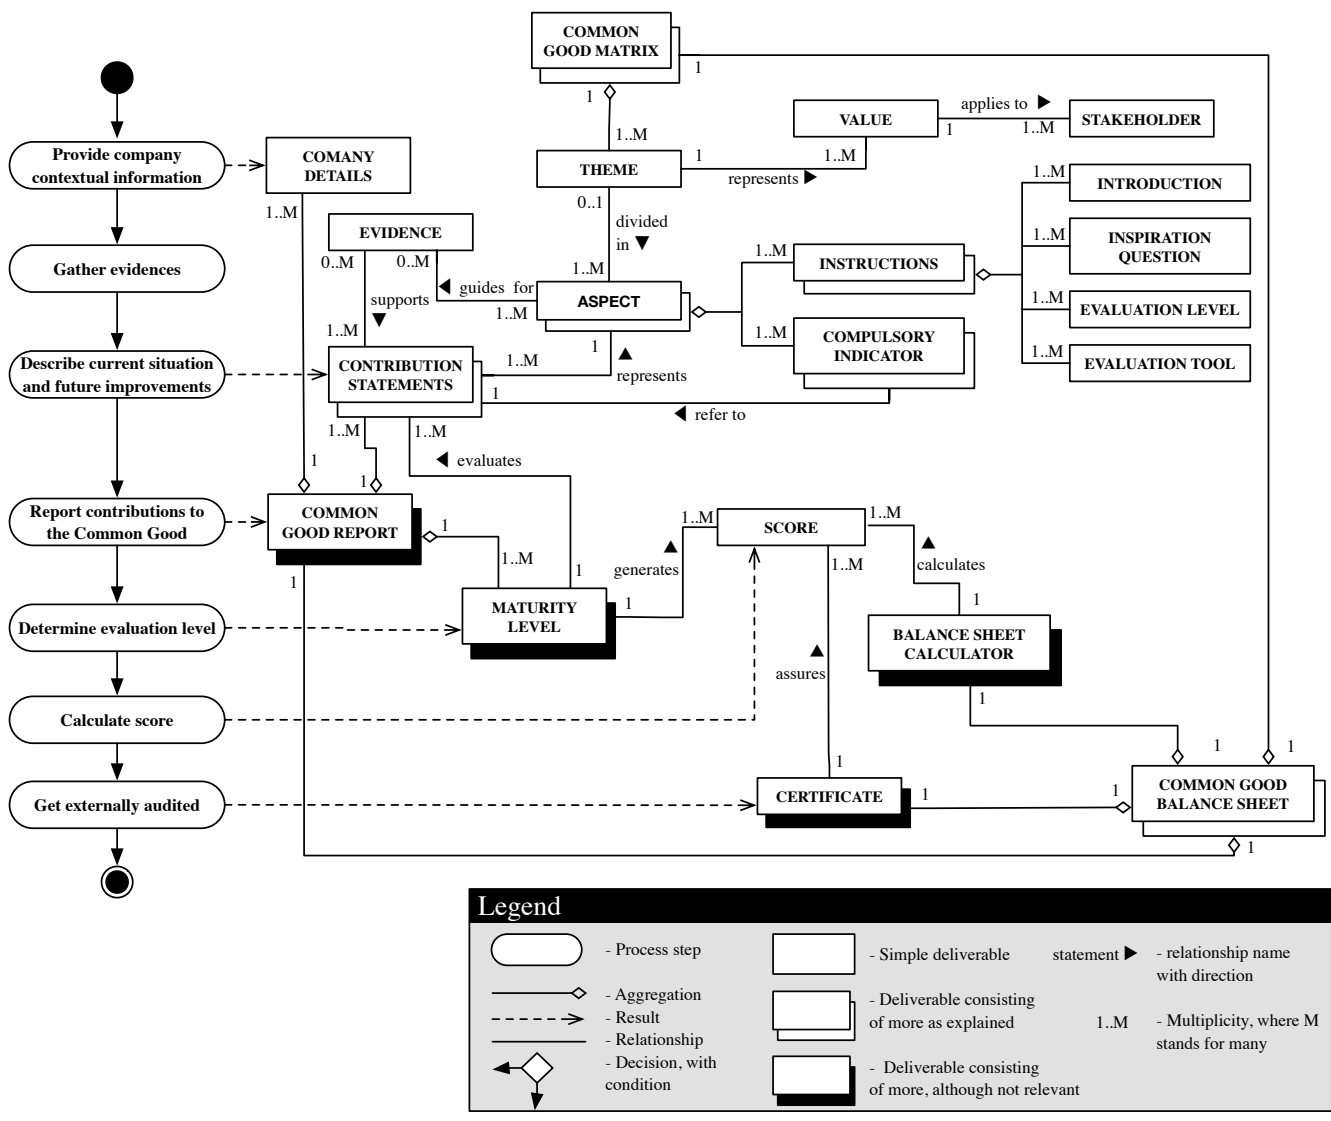 COMMON
GOOD MATRIX
1
1
1..M
VALUE
applies to
1
1..M
STAKEHOLDER
Provide company
contextual information
COMANY
DETAILS
1..M
THEME
1
1..M
represents
0..1
divided
in
1..M
INTRODUCTION
1..M
EVIDENCE
0..M
0..M
Gather evidences
guides for
1..M
supports
1..M
ASPECT
1..M
1..M
INSTRUCTIONS
1..M
INSPIRATION
QUESTION
1..M
1..M
EVALUATION LEVEL
1..M
COMPULSORY
INDICATOR
1..M
EVALUATION TOOL
Describe current situation
and future improvements
CONTRIBUTION
STATEMENTS
1..M
1
represents
1
refer to
1..M
1..M
1
evaluates
1
Report contributions to
the Common Good
COMMON
GOOD REPORT
1
1..M
1
1
1..M
SCORE
1..M
generates
1..M
calculates
1
Determine evaluation level
MATURITY
LEVEL
1
BALANCE SHEET
CALCULATOR
assures
1
Calculate score
1
1
1
Get externally audited
CERTIFICATE
1
1
COMMON GOOD
BALANCE SHEET
1
Legend
- Process step
- Aggregation
- Result
- Relationship
- Decision, with
condition
- Simple deliverable
- Deliverable consisting
of more as explained
- Deliverable consisting
of more, although not relevant
statement
- relationship name
with direction
1..M
- Multiplicity, where M
stands for many